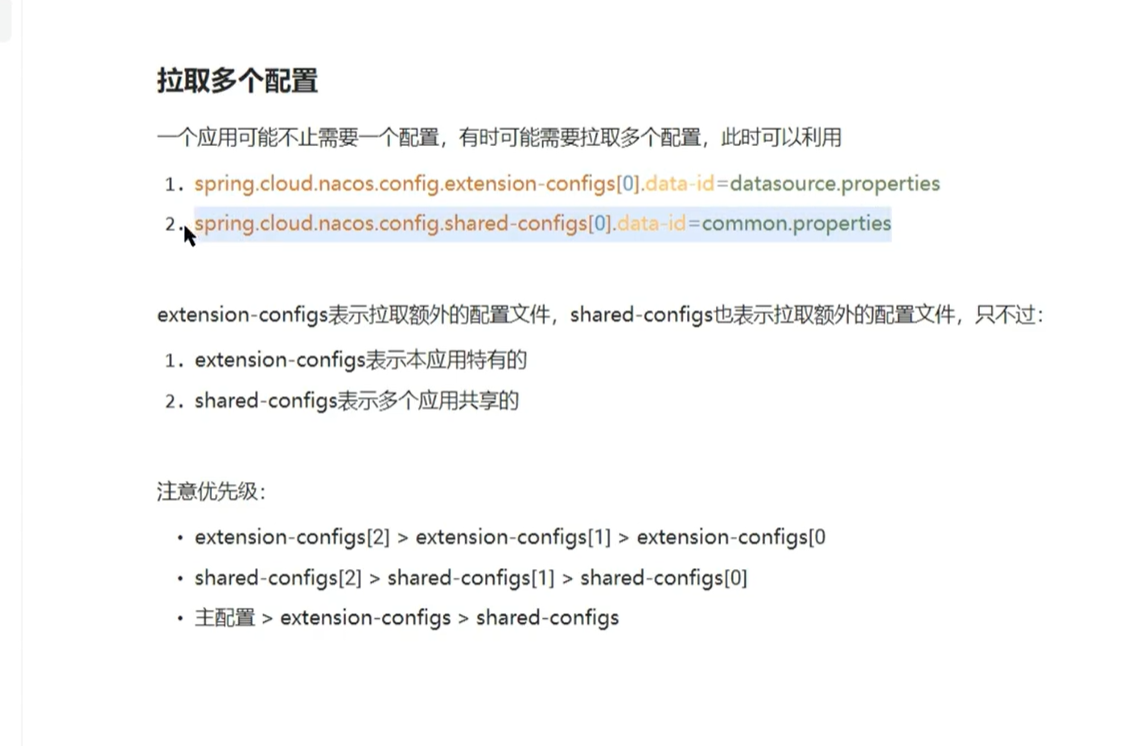 拉取多个配置
一个应用可能不止需要一个配置，有时可能需要拉取多个配置，此时可以利用
1. spring.cloud.nacos.config.extension-configs[0].data-id=datasource.properties
2. spring.cloud.nacos.config.shared-configs[0].data-id=common.properties
extension-configs表示拉取额外的配置文件，shared-configs也表示拉取额外的配置文件，只不过：
1. extension-configs表示本应用特有的
2. shared-configs表示多个应用共享的
注意优先级：
• extension-configs[2] > extension-configs[1] > extension-configs[0
• shared-configs[2] > shared-configs[1] > shared-configs[0]
• 主配置 > extension-configs > shared-configs